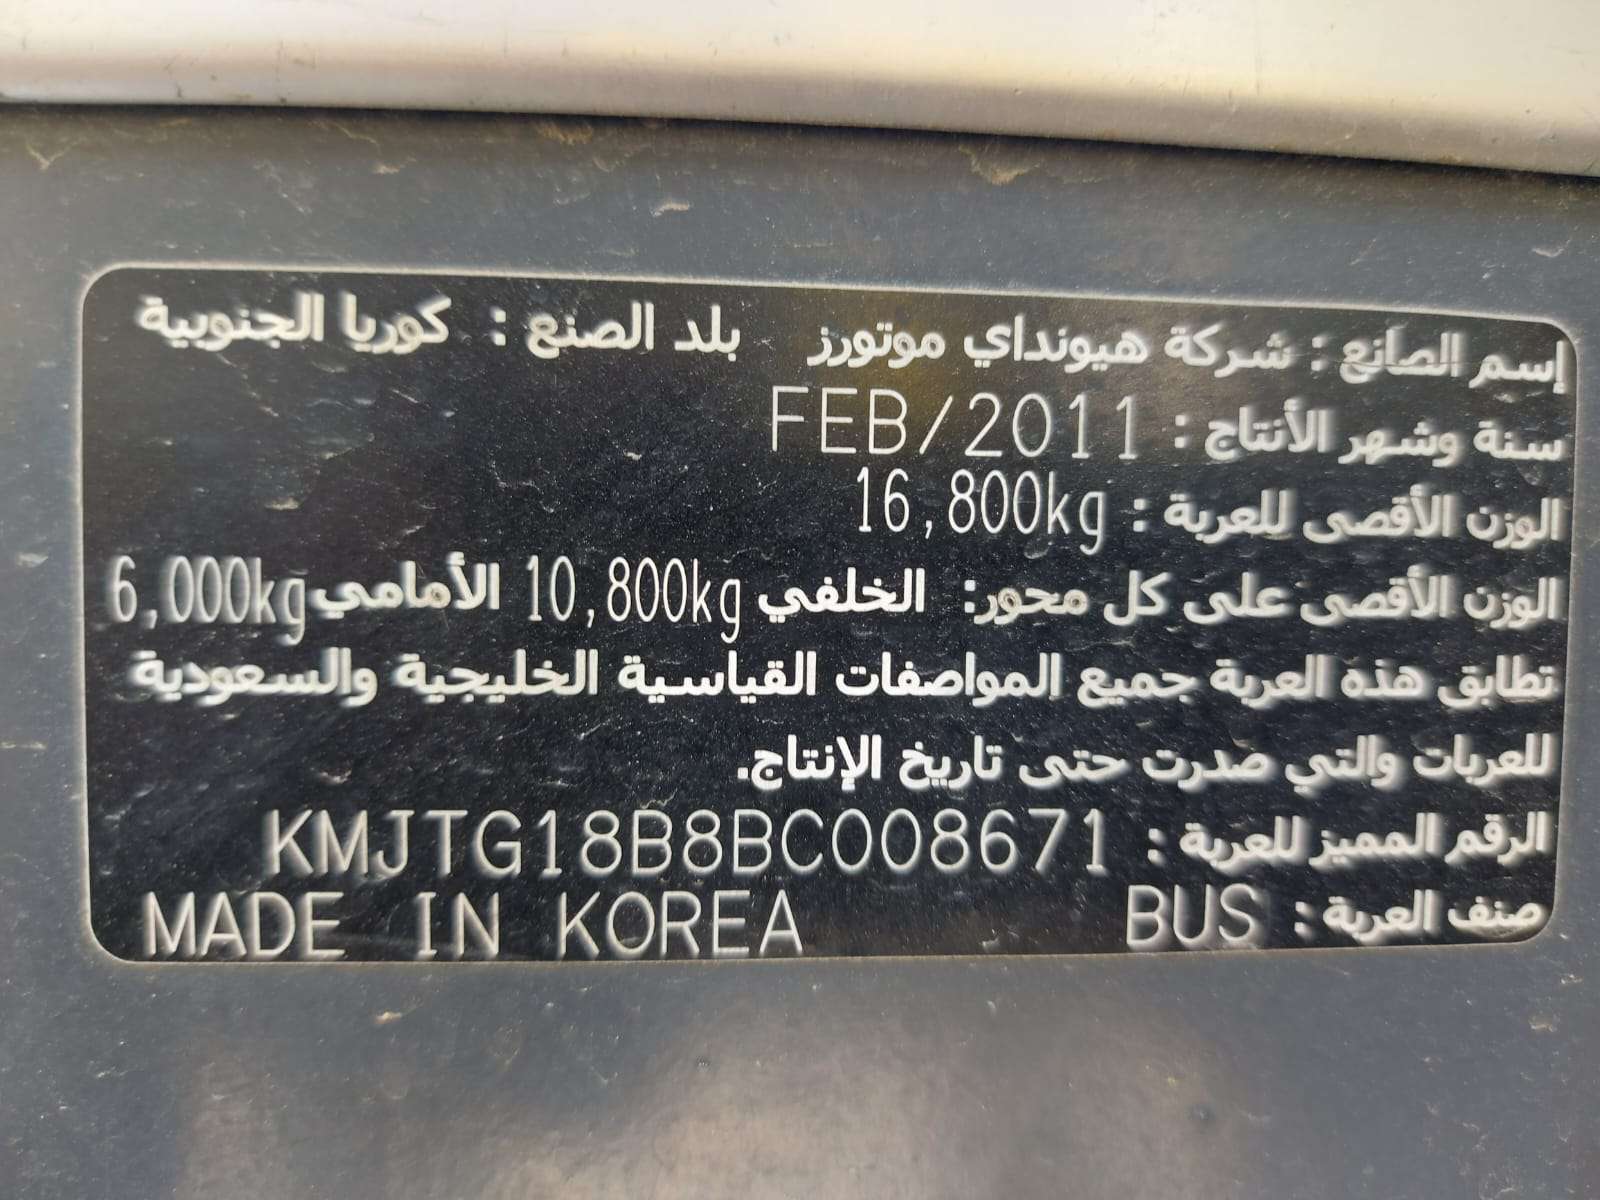 إسم الصانع : شركة هيونداي موتورز بلد الصنع : كوريا الجنوبية
سنة وشهر الأنتاج : FEB/2011
الوزن الأقصى للعربة : 16,800kg
الوزن الأقصى على كل محور: الخلفي 10,800kg الأمامي 6,000kg
تطابق هذه العربة جميع المواصفات القياسية الخليجية والسعودية
للعربات والتي صدرت حتى تاريخ الإنتاج.
الرقم المميز للعربة : KMJTG18B8BC008671
صنف العربة : BUS MADE IN KOREA